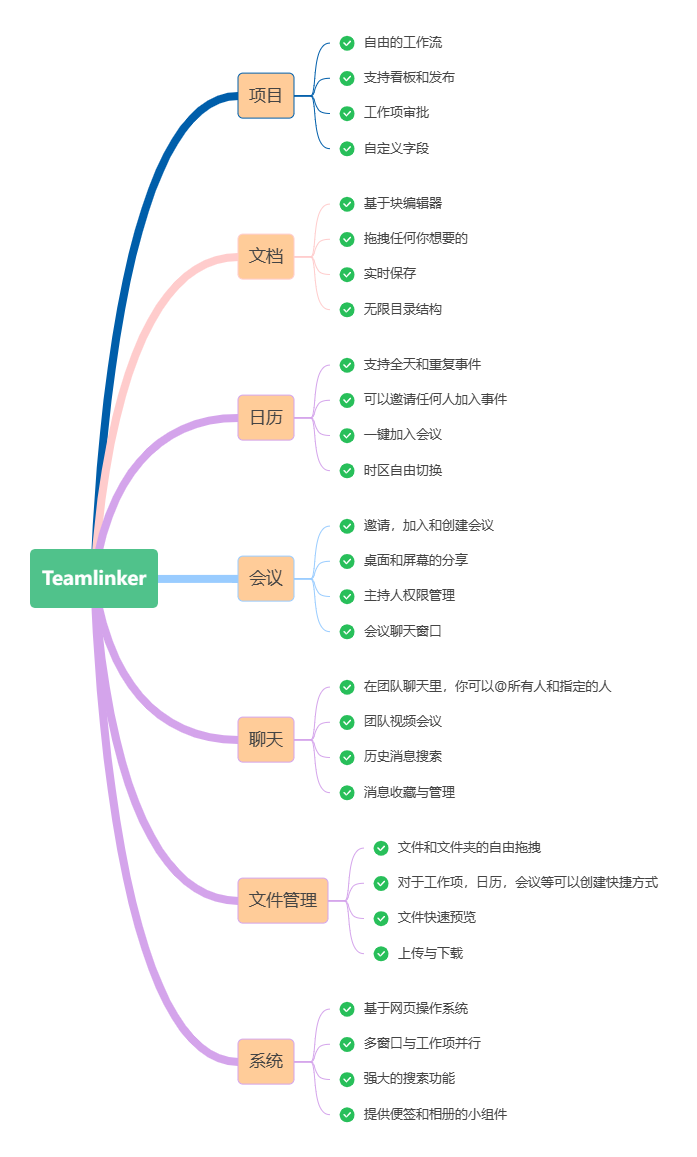 Teamlinker
项目
自由的工作流
支持看板和发布
工作项审批
自定义字段
文档
基于块编辑器
拖拽任何你想要的
实时保存
无限目录结构
日历
支持全天和重复事件
可以邀请任何人加入事件
一键加入会议
时区自由切换
会议
邀请，加入和创建会议
桌面和屏幕的分享
主持人权限管理
会议聊天窗口
聊天
在团队聊天里，你可以@所有人和指定的人
团队视频会议
历史消息搜索
消息收藏与管理
文件管理
文件和文件夹的自由拖拽
对于工作项，日历，会议等可以创建快捷方式
文件快速预览
上传与下载
系统
基于网页操作系统
多窗口与工作项并行
强大的搜索功能
提供便签和相册的小组件